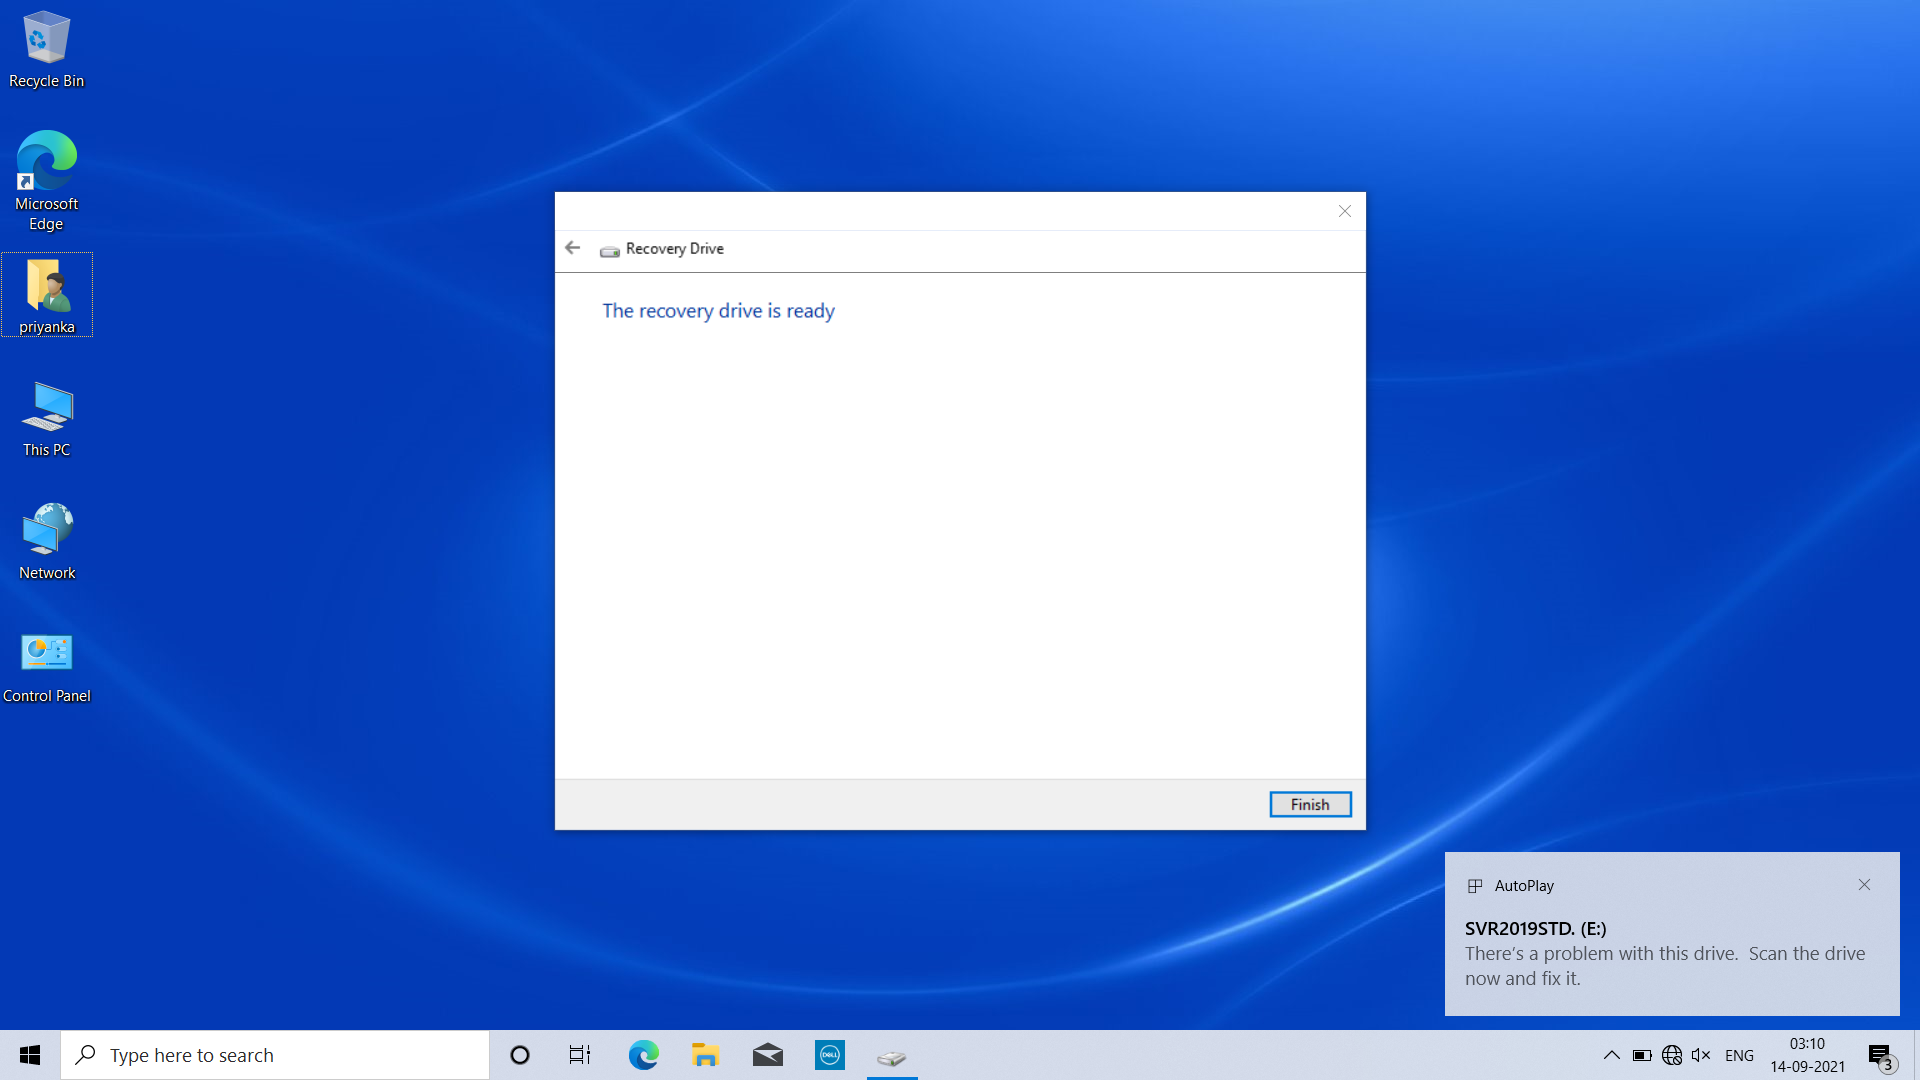 Recycle Bin
Microsoft
Edge
priyanka
This PC
Network
Control Panel
Recovery Drive
The recovery drive is ready
Finish
AutoPlay
SVR2019STD. (E:)
There's a problem with this drive.  Scan the drive
now and fix it.
Type here to search
DELL
ENG
03:10
14-09-2021
3